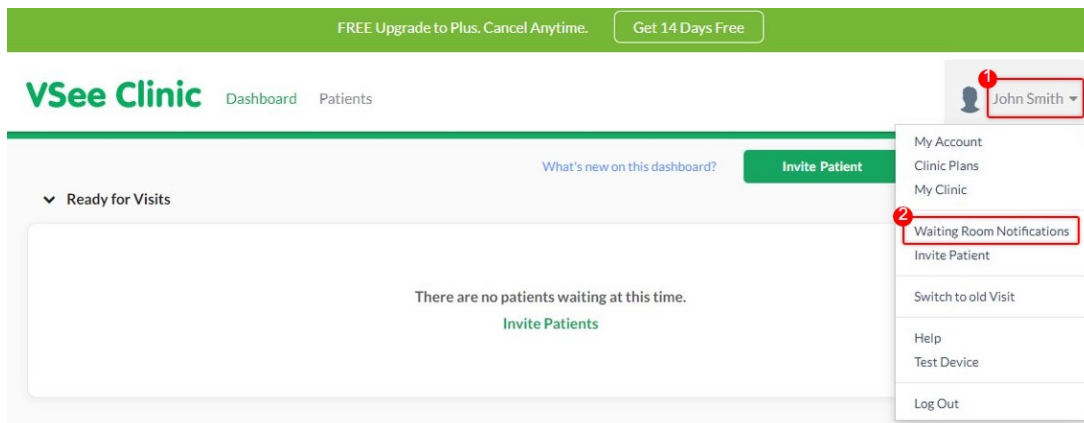 FREE Upgrade to Plus. Cancel Anytime. Get 14 Days Free
VSee Clinic Dashboard Patients
1
John Smith
What's new on this dashboard? Invite Patient
Ready for Visits
There are no patients waiting at this time.
Invite Patients
My Account
Clinic Plans
My Clinic
2
Waiting Room Notifications
Invite Patient
Switch to old Visit
Help
Test Device
Log Out